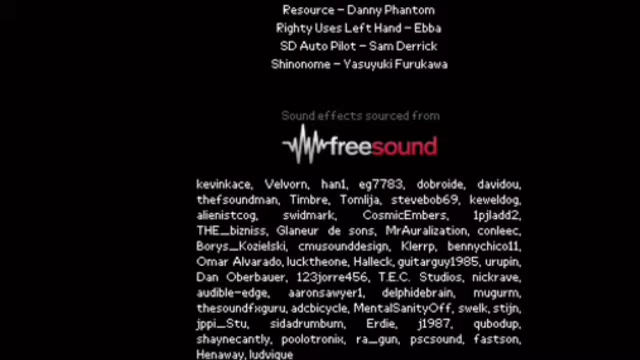 Resource – Danny Phantom
Righty Uses Left Hand – Ebba
SD Auto Pilot – Sam Derrick
Shinonome – Yasuyuki Furukawa
Sound effects sourced from
freesound
kevinkace, Velvorn, han1, eg7783, dobroide, davidou,
thefsoundman, Timbre, Tomlija, stevebob69, keweldog,
alienistcog, swidmark, CosmicEmbers, 1pjladd2,
THE_bizniss, Glaneur de sons, MrAuralization, conleec,
Borys_Kozielski, cmusounddesign, Klerrp, bennychico11,
Omar Alvarado, lucktheone, Halleck, guitarguy1985, urupin,
Dan Oberbauer, 123jorre456, T.E.C. Studios, nickrave,
audible-edge, aaronsawyer1, delphidebrain, mugurm,
thesoundfxguru, adcbicycle, MentalSanityOff, swelk, stijn,
jppi_Stu, sidadrumbum, Erdie, j1987, qubodup,
shaynecantly, poolotronix, ra_gun, pscsound, fastson,
Henaway, ludvique